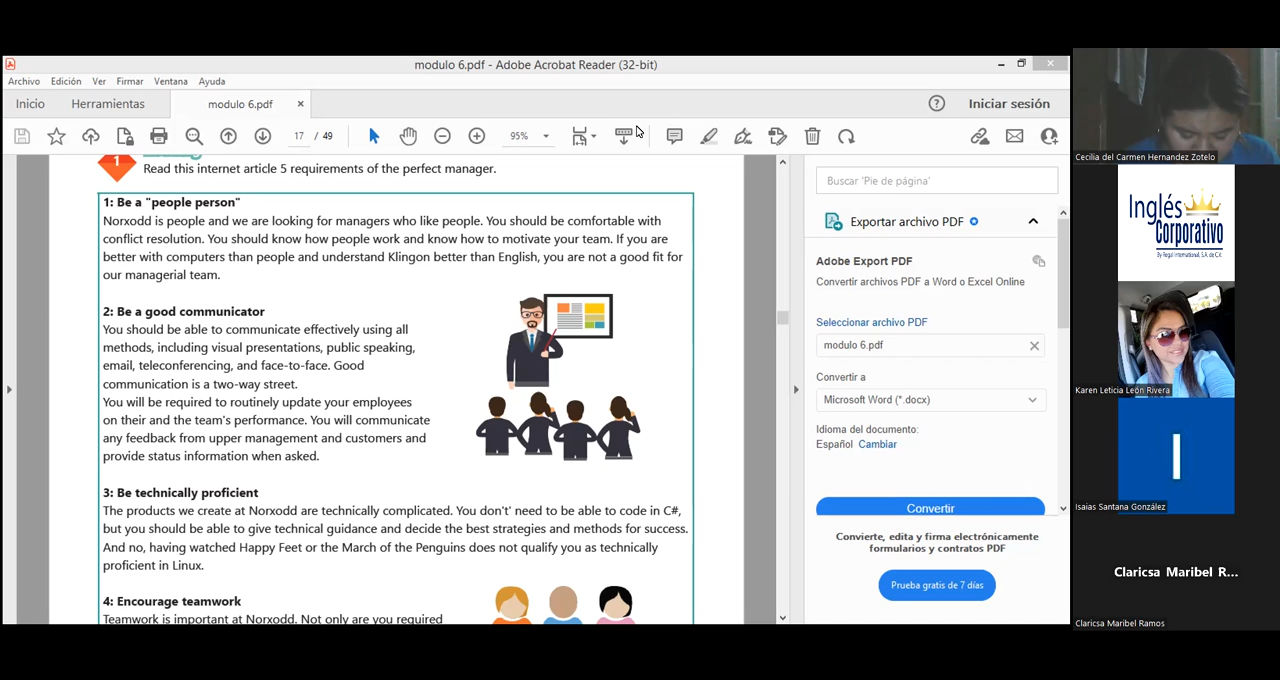 modulo 6.pdf - Adobe Acrobat Reader (32-bit)
Archivo Edición Ver Firmar Ventana Ayuda
Inicio Herramientas modulo 6.pdf × ? Iniciar sesión
17 / 49 95%
1
Read this internet article 5 requirements of the perfect manager.
1: Be a "people person"
Norxodd is people and we are looking for managers who like people. You should be comfortable with
conflict resolution. You should know how people work and know how to motivate your team. If you are
better with computers than people and understand Klingon better than English, you are not a good fit for
our managerial team.
2: Be a good communicator
You should be able to communicate effectively using all
methods, including visual presentations, public speaking,
email, teleconferencing, and face-to-face. Good
communication is a two-way street.
You will be required to routinely update your employees
on their and the team's performance. You will communicate
any feedback from upper management and customers and
provide status information when asked.
3: Be technically proficient
The products we create at Norxodd are technically complicated. You don't' need to be able to code in C#,
but you should be able to give technical guidance and decide the best strategies and methods for success.
And no, having watched Happy Feet or the March of the Penguins does not qualify you as technically
proficient in Linux.
4: Encourage teamwork
Teamwork is important at Norxodd. Not only are you required
Buscar 'Pie de página'
Exportar archivo PDF
Adobe Export PDF
Convertir archivos PDF a Word o Excel Online
Seleccionar archivo PDF
modulo 6.pdf
Convertir a
Microsoft Word (*.docx)
Idioma del documento:
Español Cambiar
Convertir
Convierte, edita y firma electrónicamente
formularios y contratos PDF
Prueba gratis de 7 días
Cecilia del Carmen Hernandez Zotelo
Inglés
Corporativo
By Regal International, S.A. de C.V.
Karen Leticia León Rivera
I
Isaias Santana González
Claricsa Maribel R...
Claricsa Maribel Ramos